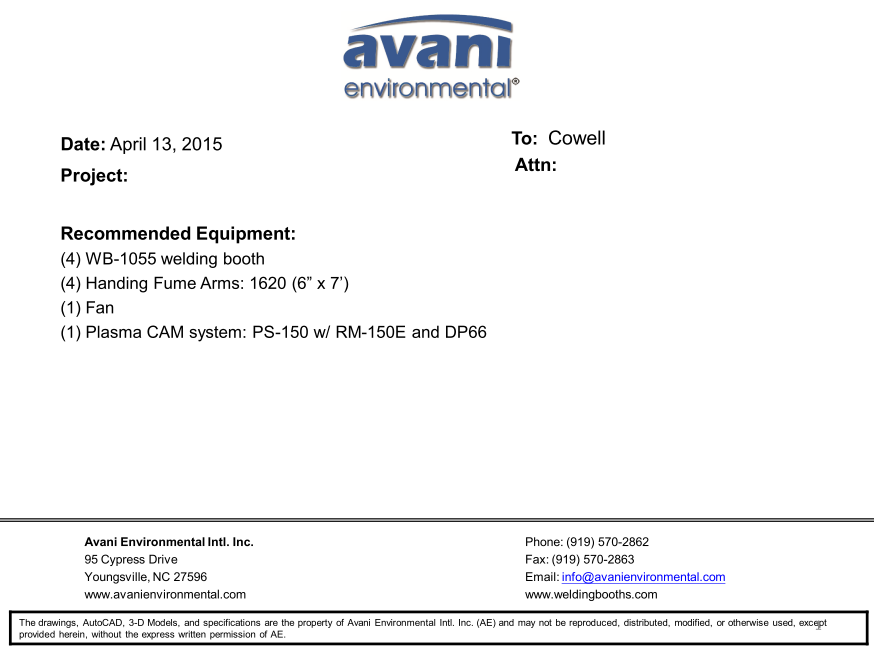 avani
environmental®
Date: April 13, 2015
To: Cowell
Attn:
Project:
Recommended Equipment:
(4) WB-1055 welding booth
(4) Handing Fume Arms: 1620 (6” x 7’)
(1) Fan
(1) Plasma CAM system: PS-150 w/ RM-150E and DP66
Avani Environmental Intl. Inc.
95 Cypress Drive
Youngsville, NC 27596
www.avanienvironmental.com
Phone: (919) 570-2862
Fax: (919) 570-2863
Email: info@avanienvironmental.com
www.weldingbooths.com
The drawings, AutoCAD, 3-D Models, and specifications are the property of Avani Environmental Intl. Inc. (AE) and may not be reproduced, distributed, modified, or otherwise used, except
provided herein, without the express written permission of AE.